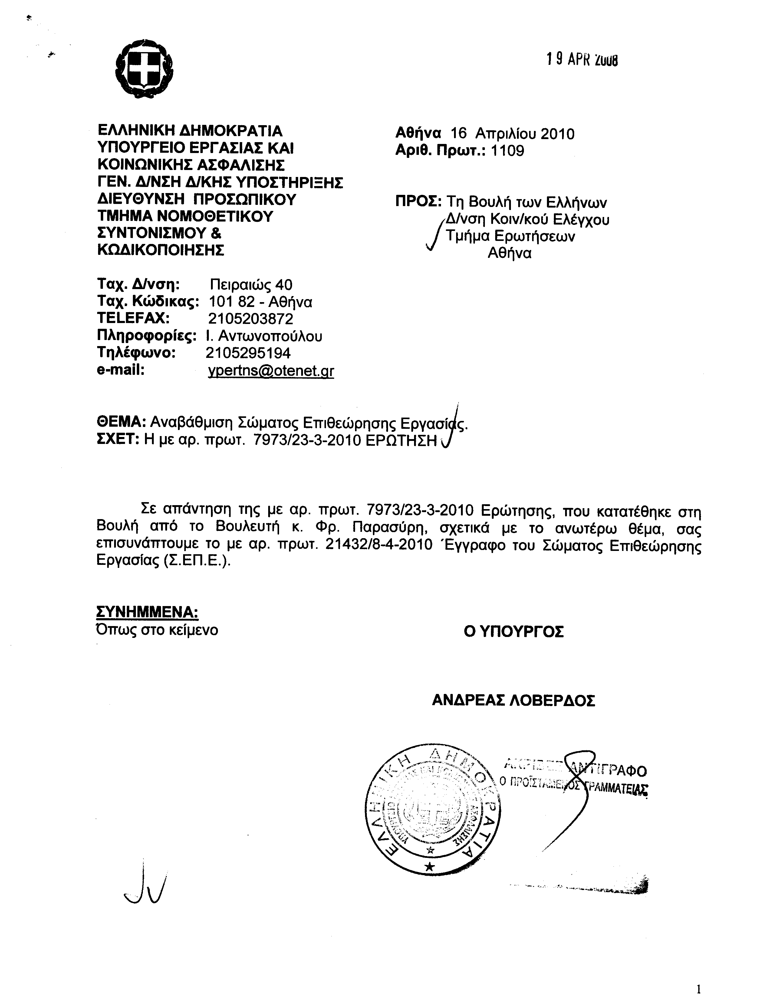 19 APR 2008
ΕΛΛΗΝΙΚΗ ΔΗΜΟΚΡΑΤΙΑ
ΥΠΟΥΡΓΕΙΟ ΕΡΓΑΣΙΑΣ ΚΑΙ
ΚΟΙΝΩΝΙΚΗΣ ΑΣΦΑΛΙΣΗΣ
ΓΕΝ. Δ/ΝΣΗ Δ/ΚΗΣ ΥΠΟΣΤΗΡΙΞΗΣ
ΔΙΕΥΘΥΝΣΗ ΠΡΟΣΩΠΙΚΟΥ
ΤΜΗΜΑ ΝΟΜΟΘΕΤΙΚΟΥ
ΣΥΝΤΟΝΙΣΜΟΥ &
ΚΩΔΙΚΟΠΟΙΗΣΗΣ
Αθήνα 16 Απριλίου 2010
Αριθ. Πρωτ.: 1109
ΠΡΟΣ: Τη Βουλή των Ελλήνων
Δ/νση Κοιν/κού Ελέγχου
Τμήμα Ερωτήσεων
Αθήνα
Ταχ. Δ/νση: Πειραιώς 40
Ταχ. Κώδικας: 101 82 - Αθήνα
TELEFAX: 2105203872
Πληροφορίες: Ι. Αντωνοπούλου
Τηλέφωνο: 2105295194
e-mail: ypertns@otenet.gr
ΘΕΜΑ: Αναβάθμιση Σώματος Επιθεώρησης Εργασίας.
ΣΧΕΤ: Η με αρ. πρωτ. 7973/23-3-2010 ΕΡΩΤΗΣΗ
Σε απάντηση της με αρ. πρωτ. 7973/23-3-2010 Ερώτησης, που κατατέθηκε στη
Βουλή από το Βουλευτή κ. Φρ. Παρασύρη, σχετικά με το ανωτέρω θέμα, σας
επισυνάπτουμε το με αρ. πρωτ. 21432/8-4-2010 Έγγραφο του Σώματος Επιθεώρησης
Εργασίας (Σ.ΕΠ.Ε.).
ΣΥΝΗΜΜΕΝΑ:
Όπως στο κείμενο
Ο ΥΠΟΥΡΓΟΣ
ΑΝΔΡΕΑΣ ΛΟΒΕΡΔΟΣ
ΕΛΛΗΝΙΚΗ ΔΗΜΟΚΡΑΤΙΑ
ΥΠΟΥΡΓΕΙΟ ΚΑΙ ΑΣΦΑΛΙΣΗΣ
ΑΚΡΙΒΕΣ ΑΝΤΙΓΡΑΦΟ
Ο ΠΡΟΪΣΤΑΜΕΝΟΣ ΓΡΑΜΜΑΤΕΙΑΣ
1